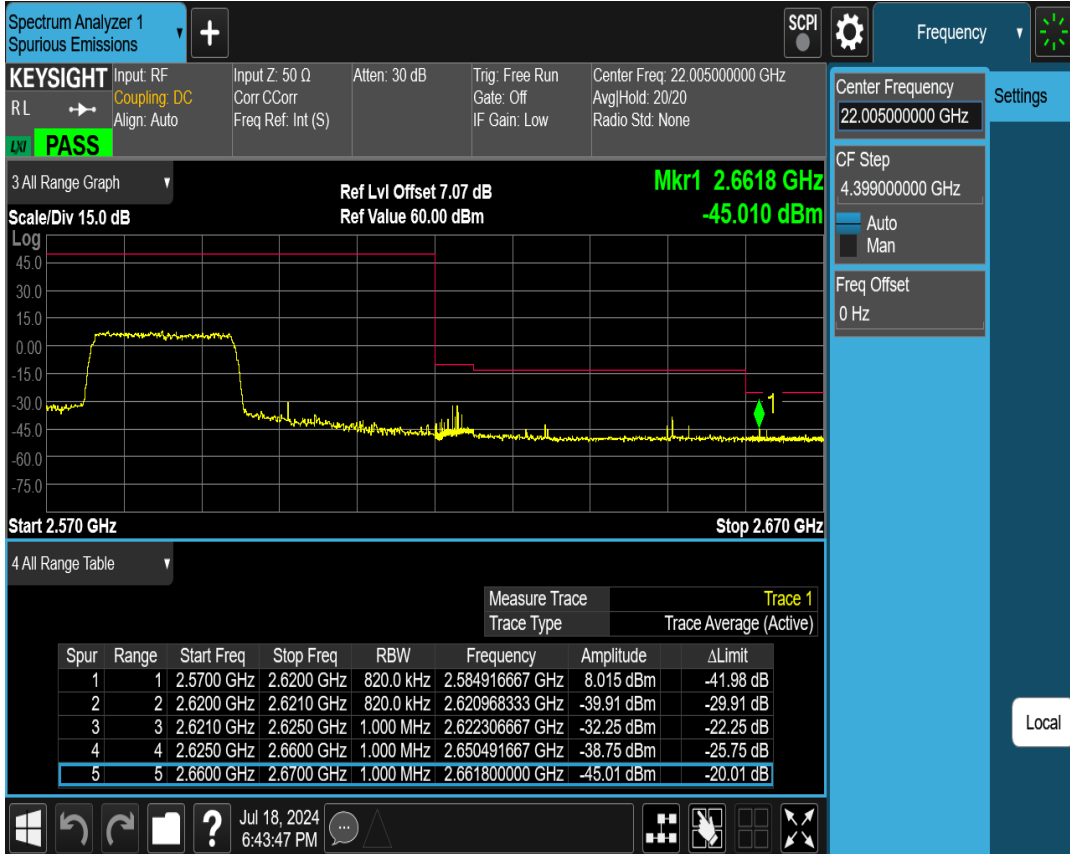 Spectrum Analyzer 1
Spurious Emissions
+
SCPI
Frequency
KEYSIGHT
RL
LXI PASS
Input: RF
Coupling: DC
Align: Auto
Input Z: 50 Ω
Corr CCorr
Freq Ref: Int (S)
Atten: 30 dB
Trig: Free Run
Gate: Off
IF Gain: Low
Center Freq: 22.005000000 GHz
Avg|Hold: 20/20
Radio Std: None
3 All Range Graph
Scale/Div 15.0 dB
Ref Lvl Offset 7.07 dB
Ref Value 60.00 dBm
Mkr1 2.6618 GHz
-45.010 dBm
Log
45.0
30.0
15.0
0.00
-15.0
-30.0
-45.0
-60.0
-75.0
1
Start 2.570 GHz
Stop 2.670 GHz
4 All Range Table
Measure Trace Trace 1
Trace Type Trace Average (Active)
Spur Range Start Freq Stop Freq RBW Frequency Amplitude ΔLimit
1 1 2.5700 GHz 2.6200 GHz 820.0 kHz 2.584916667 GHz 8.015 dBm -41.98 dB
2 2 2.6200 GHz 2.6210 GHz 820.0 kHz 2.620968333 GHz -39.91 dBm -29.91 dB
3 3 2.6210 GHz 2.6250 GHz 1.000 MHz 2.622306667 GHz -32.25 dBm -22.25 dB
4 4 2.6250 GHz 2.6600 GHz 1.000 MHz 2.650491667 GHz -38.75 dBm -25.75 dB
5 5 2.6600 GHz 2.6700 GHz 1.000 MHz 2.661800000 GHz -45.01 dBm -20.01 dB
?
Jul 18, 2024
6:43:47 PM
Center Frequency
22.005000000 GHz
CF Step
4.399000000 GHz
Auto
Man
Freq Offset
0 Hz
Settings
Local